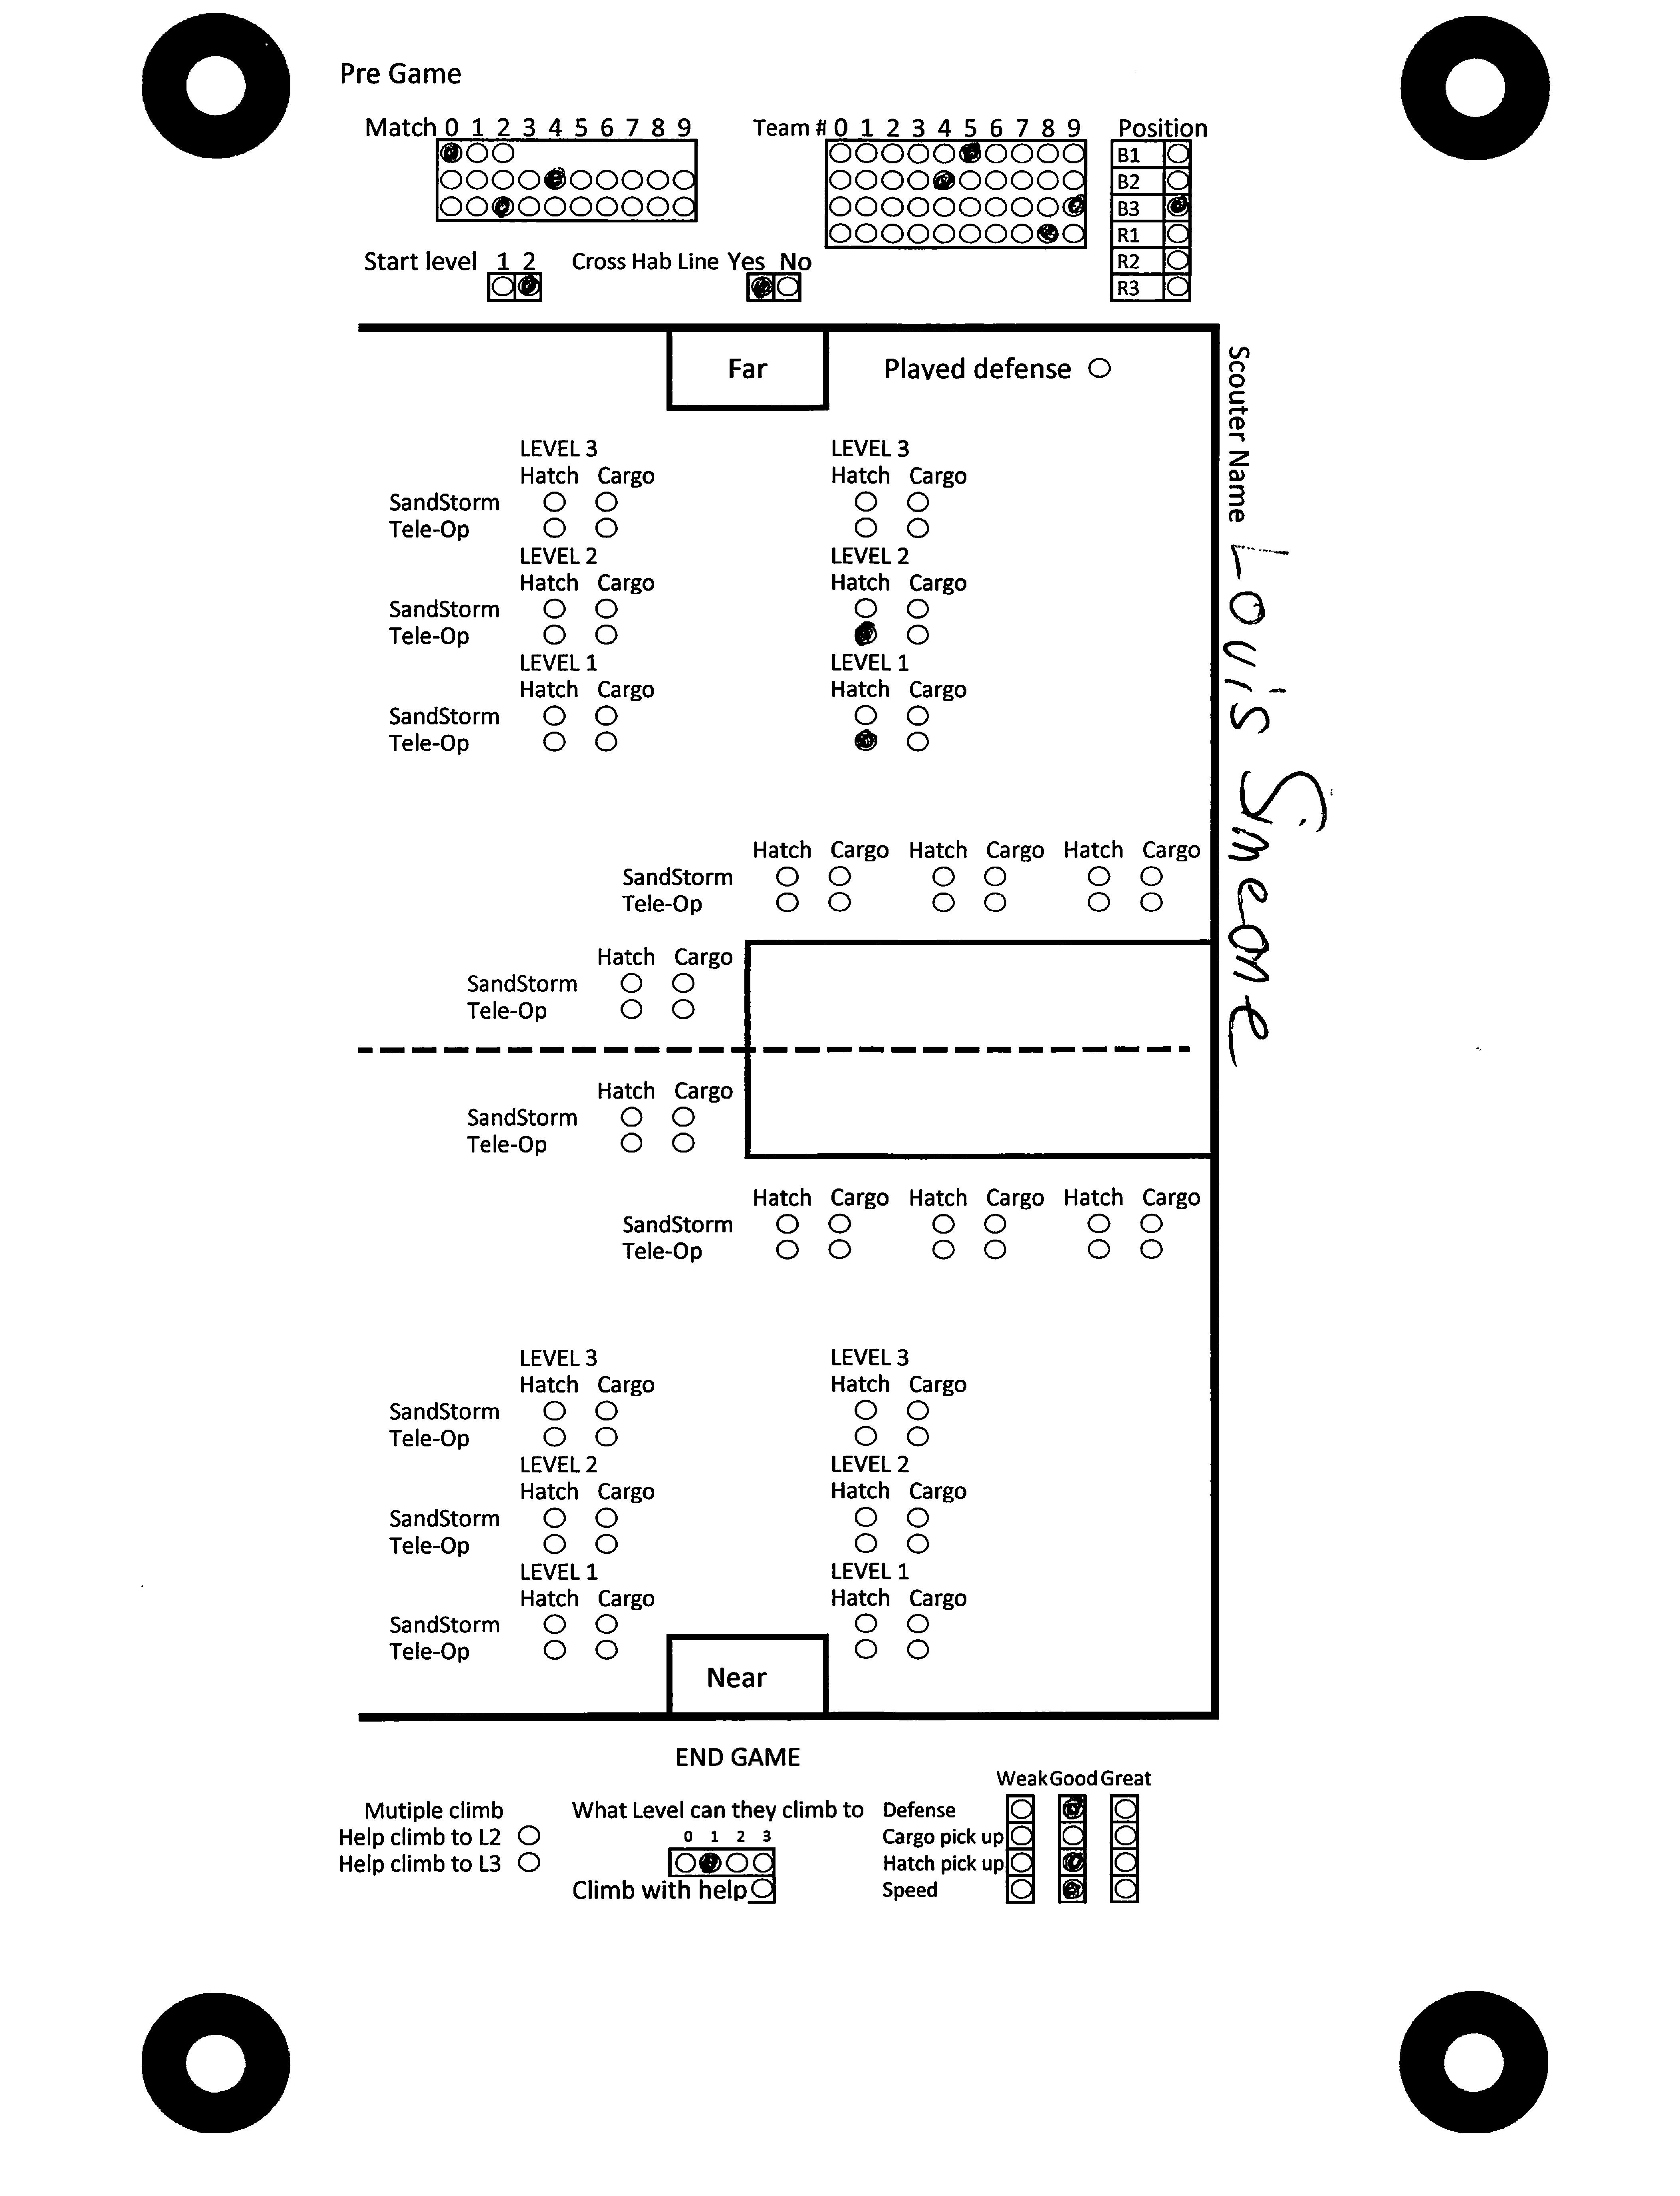 Pre Game
Match 0 1 2 3 4 5 6 7 8 9
Team # 0 1 2 3 4 5 6 7 8 9
Position
B1
B2
B3
R1
R2
R3
Start level 1 2
Cross Hab Line Yes No
Far
Played defense
Scouter Name Louis Simeone
LEVEL 3 LEVEL 3
Hatch Cargo Hatch Cargo
SandStorm
Tele-Op
LEVEL 2 LEVEL 2
Hatch Cargo Hatch Cargo
SandStorm
Tele-Op
LEVEL 1 LEVEL 1
Hatch Cargo Hatch Cargo
SandStorm
Tele-Op
Hatch Cargo Hatch Cargo Hatch Cargo
SandStorm
Tele-Op
Hatch Cargo
SandStorm
Tele-Op
Hatch Cargo
SandStorm
Tele-Op
Hatch Cargo Hatch Cargo Hatch Cargo
SandStorm
Tele-Op
LEVEL 3 LEVEL 3
Hatch Cargo Hatch Cargo
SandStorm
Tele-Op
LEVEL 2 LEVEL 2
Hatch Cargo Hatch Cargo
SandStorm
Tele-Op
LEVEL 1 LEVEL 1
Hatch Cargo Hatch Cargo
SandStorm
Tele-Op
Near
END GAME
Mutiple climb
Help climb to L2
Help climb to L3
What Level can they climb to
0 1 2 3
Climb with help
Weak Good Great
Defense
Cargo pick up
Hatch pick up
Speed